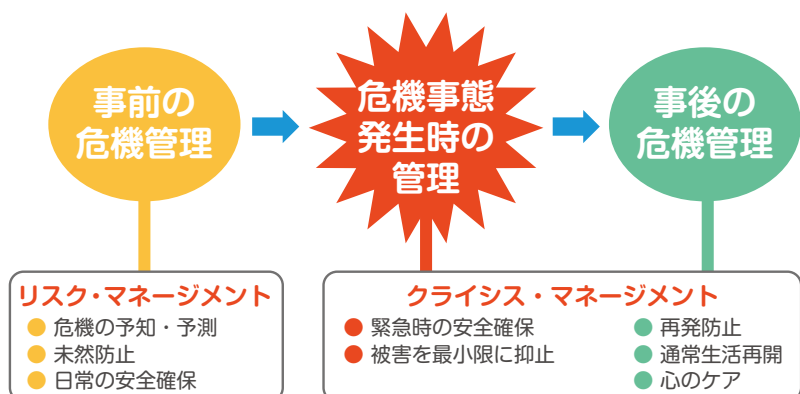 事前の
危機管理
危機事態
発生時の
管理
事後の
危機管理
リスク・マネージメント
危機の予知・予測
未然防止
日常の安全確保
クライシス・マネージメント
緊急時の安全確保
被害を最小限に抑止
再発防止
通常生活再開
心のケア